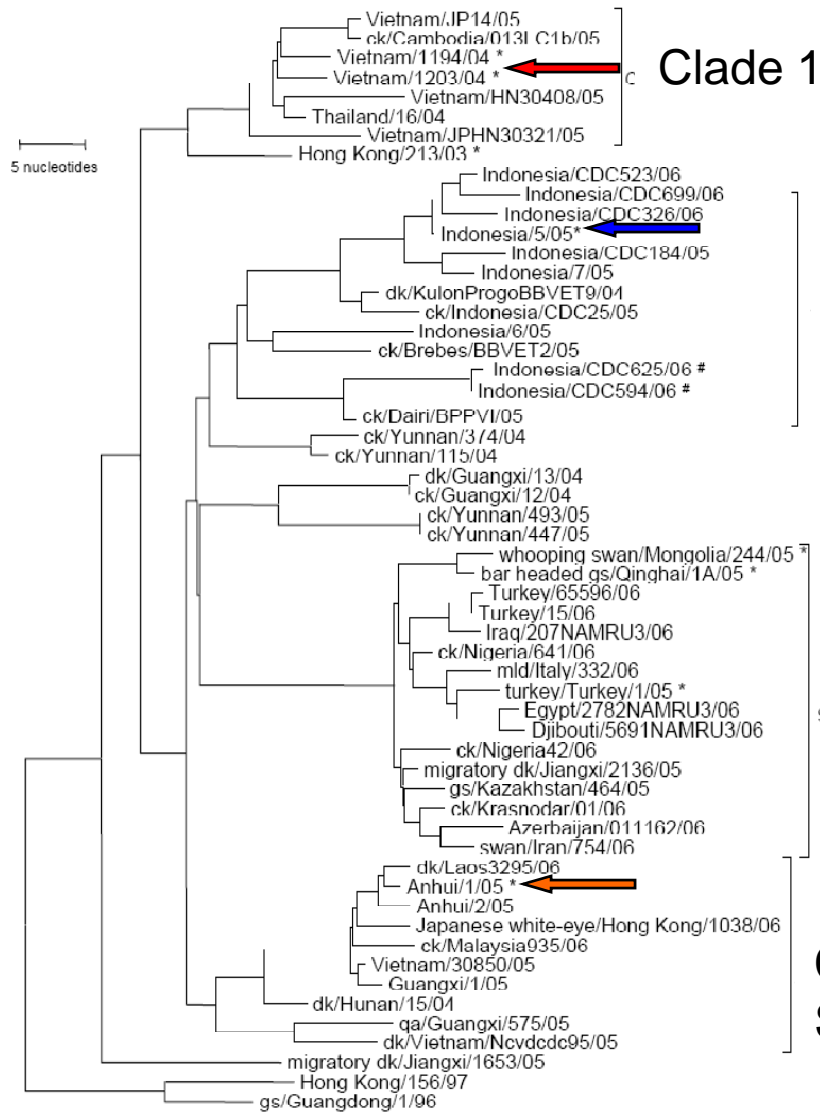 Vietnam/JP14/05
ck/Cambodia/013LC1b/05
Vietnam/1194/04 *
Clade 1
Vietnam/1203/04 *
Vietnam/HN30408/05
Thailand/16/04
Vietnam/JPHN30321/05
Hong Kong/213/03 *
5 nucleotides
Indonesia/CDC523/06
Indonesia/CDC699/06
Indonesia/CDC326/06
Indonesia/5/05*
Indonesia/CDC184/05
Indonesia/7/05
dk/KulonProgoBBVET9/04
ck/Indonesia/CDC25/05
Indonesia/6/05
ck/Brebes/BBVET2/05
Indonesia/CDC625/06 #
Indonesia/CDC594/06 #
ck/Dairi/BPPVI/05
ck/Yunnan/374/04
ck/Yunnan/115/04
dk/Guangxi/13/04
ck/Guangxi/12/04
ck/Yunnan/493/05
ck/Yunnan/447/05
whooping swan/Mongolia/244/05 *
bar headed gs/Qinghai/1A/05 *
Turkey/65596/06
Turkey/15/06
Iraq/207NAMRU3/06
ck/Nigeria/641/06
mld/Italy/332/06
turkey/Turkey/1/05 *
Egypt/2782NAMRU3/06
Djibouti/5691NAMRU3/06
ck/Nigeria42/06
migratory dk/Jiangxi/2136/05
gs/Kazakhstan/464/05
ck/Krasnodar/01/06
Azerbaijan/011162/06
swan/Iran/754/06
dk/Laos3295/06
Anhui/1/05 *
Anhui/2/05
Japanese white-eye/Hong Kong/1038/06
ck/Malaysia935/06
Vietnam/30850/05
Guangxi/1/05
dk/Hunan/15/04
qa/Guangxi/575/05
dk/Vietnam/Ncvdcdc95/05
migratory dk/Jiangxi/1653/05
Hong Kong/156/97
gs/Guangdong/1/96